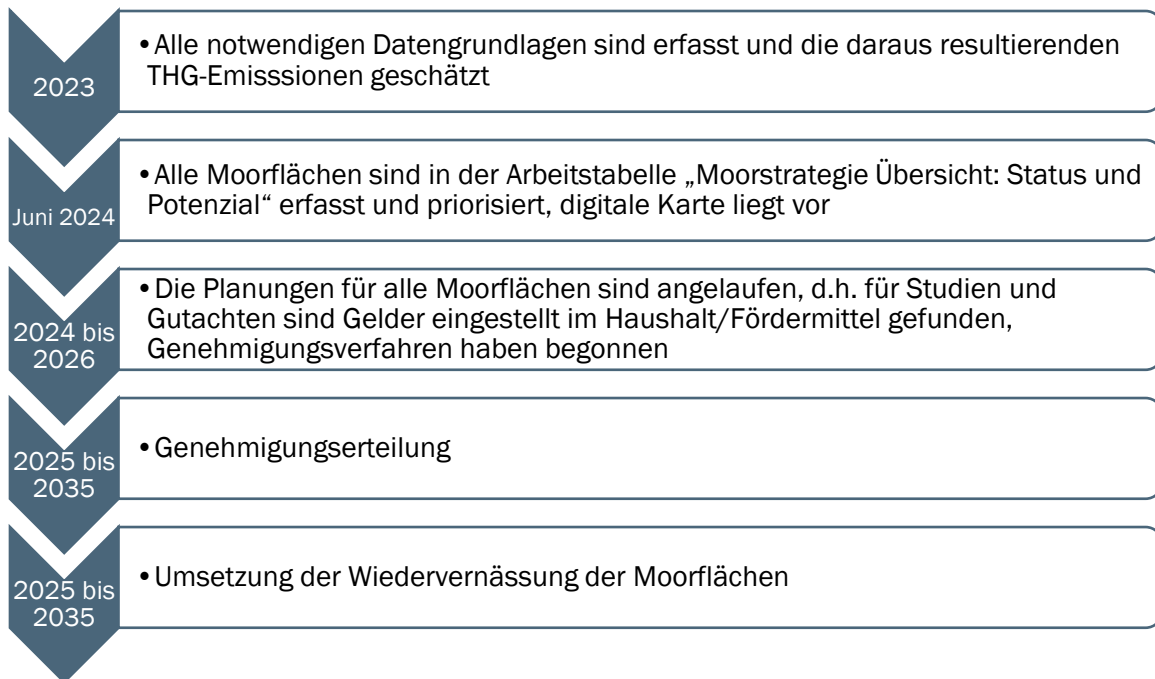 2023
• Alle notwendigen Datengrundlagen sind erfasst und die daraus resultierenden
THG-Emisssionen geschätzt
Juni 2024
• Alle Moorflächen sind in der Arbeitstabelle „Moorstrategie Übersicht: Status und
Potenzial“ erfasst und priorisiert, digitale Karte liegt vor
2024 bis
2026
• Die Planungen für alle Moorflächen sind angelaufen, d.h. für Studien und
Gutachten sind Gelder eingestellt im Haushalt/Fördermittel gefunden,
Genehmigungsverfahren haben begonnen
2025 bis
2035
• Genehmigungserteilung
2025 bis
2035
• Umsetzung der Wiedervernässung der Moorflächen